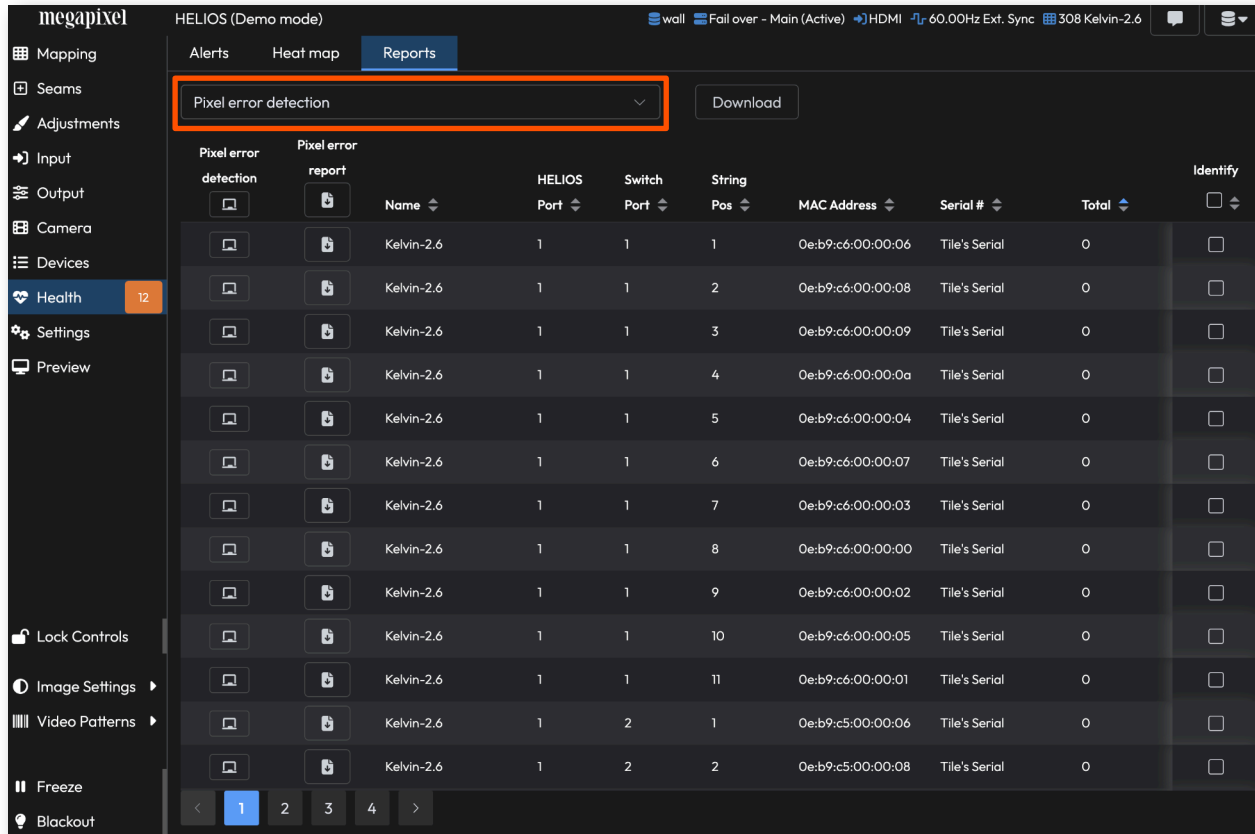 megapixel
HELIOS (Demo mode)
wall Fail over - Main (Active) HDMI 60.00Hz Ext. Sync 308 Kelvin-2.6
Mapping
Seams
Adjustments
Input
Output
Camera
Devices
Health 12
Settings
Preview
Lock Controls
Image Settings
Video Patterns
Freeze
Blackout
Alerts Heat map Reports
Pixel error detection Download
Pixel error detection Pixel error report Name HELIOS Port Switch Port String Pos MAC Address Serial # Total Identify
Kelvin-2.6 1 1 1 0e:b9:c6:00:00:06 Tile's Serial 0
Kelvin-2.6 1 1 2 0e:b9:c6:00:00:08 Tile's Serial 0
Kelvin-2.6 1 1 3 0e:b9:c6:00:00:09 Tile's Serial 0
Kelvin-2.6 1 1 4 0e:b9:c6:00:00:0a Tile's Serial 0
Kelvin-2.6 1 1 5 0e:b9:c6:00:00:04 Tile's Serial 0
Kelvin-2.6 1 1 6 0e:b9:c6:00:00:07 Tile's Serial 0
Kelvin-2.6 1 1 7 0e:b9:c6:00:00:03 Tile's Serial 0
Kelvin-2.6 1 1 8 0e:b9:c6:00:00:00 Tile's Serial 0
Kelvin-2.6 1 1 9 0e:b9:c6:00:00:02 Tile's Serial 0
Kelvin-2.6 1 1 10 0e:b9:c6:00:00:05 Tile's Serial 0
Kelvin-2.6 1 1 11 0e:b9:c6:00:00:01 Tile's Serial 0
Kelvin-2.6 1 2 1 0e:b9:c5:00:00:06 Tile's Serial 0
Kelvin-2.6 1 2 2 0e:b9:c5:00:00:08 Tile's Serial 0
< 1 2 3 4 >